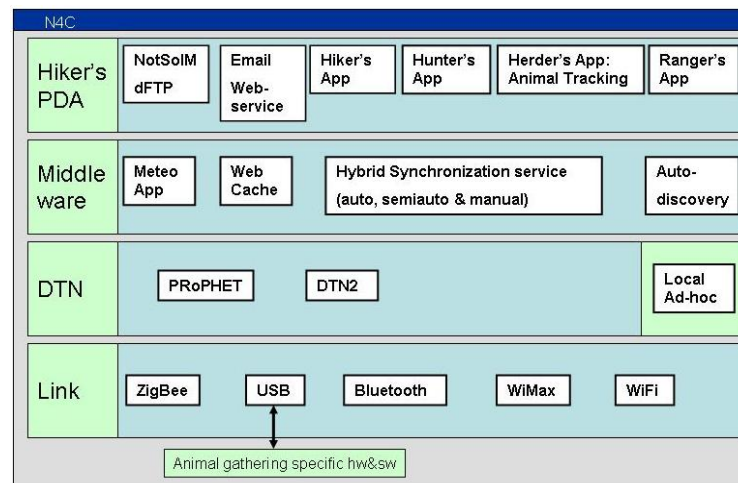 N4C
Hiker's
PDA
NotSoIM
dFTP
Email
Web-
service
Hiker's
App
Hunter's
App
Herder's App:
Animal Tracking
Ranger's
App
Middle
ware
Meteo
App
Web
Cache
Hybrid Synchronization service
(auto, semiauto & manual)
Auto-
discovery
DTN
PRoPHET
DTN2
Local
Ad-hoc
Link
ZigBee
USB
Bluetooth
WiMax
WiFi
Animal gathering specific hw&sw